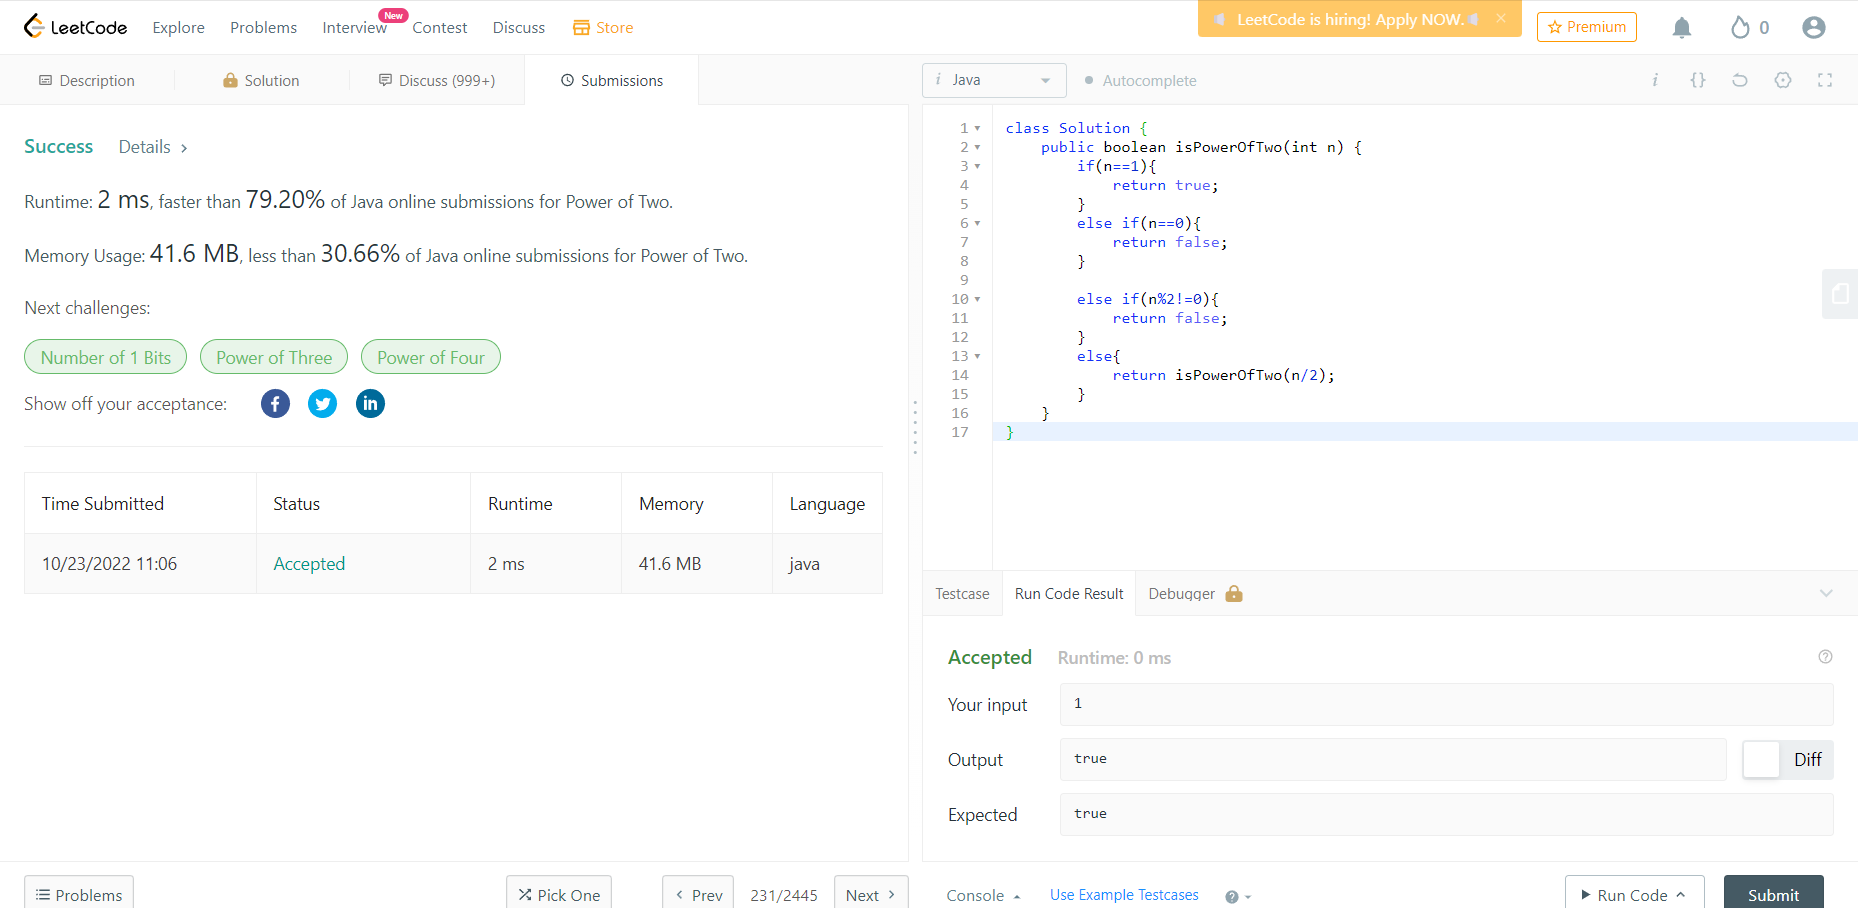 LeetCode Explore Problems Interview New Contest Discuss Store LeetCode is hiring! Apply NOW. × Premium 0
Description Solution Discuss (999+) Submissions
Success Details >
Runtime: 2 ms, faster than 79.20% of Java online submissions for Power of Two.
Memory Usage: 41.6 MB, less than 30.66% of Java online submissions for Power of Two.
Next challenges:
Number of 1 Bits Power of Three Power of Four
Show off your acceptance:
Time Submitted Status Runtime Memory Language
10/23/2022 11:06 Accepted 2 ms 41.6 MB java
i Java Autocomplete i {}
1 class Solution {
2 public boolean isPowerOfTwo(int n) {
3 if(n==1){
4 return true;
5 }
6 else if(n==0){
7 return false;
8 }
9
10 else if(n%2!=0){
11 return false;
12 }
13 else{
14 return isPowerOfTwo(n/2);
15 }
16 }
17 }
Testcase Run Code Result Debugger
Accepted Runtime: 0 ms
Your input 1
Output true Diff
Expected true
Problems Pick One < Prev 231/2445 Next > Console Use Example Testcases Run Code Submit